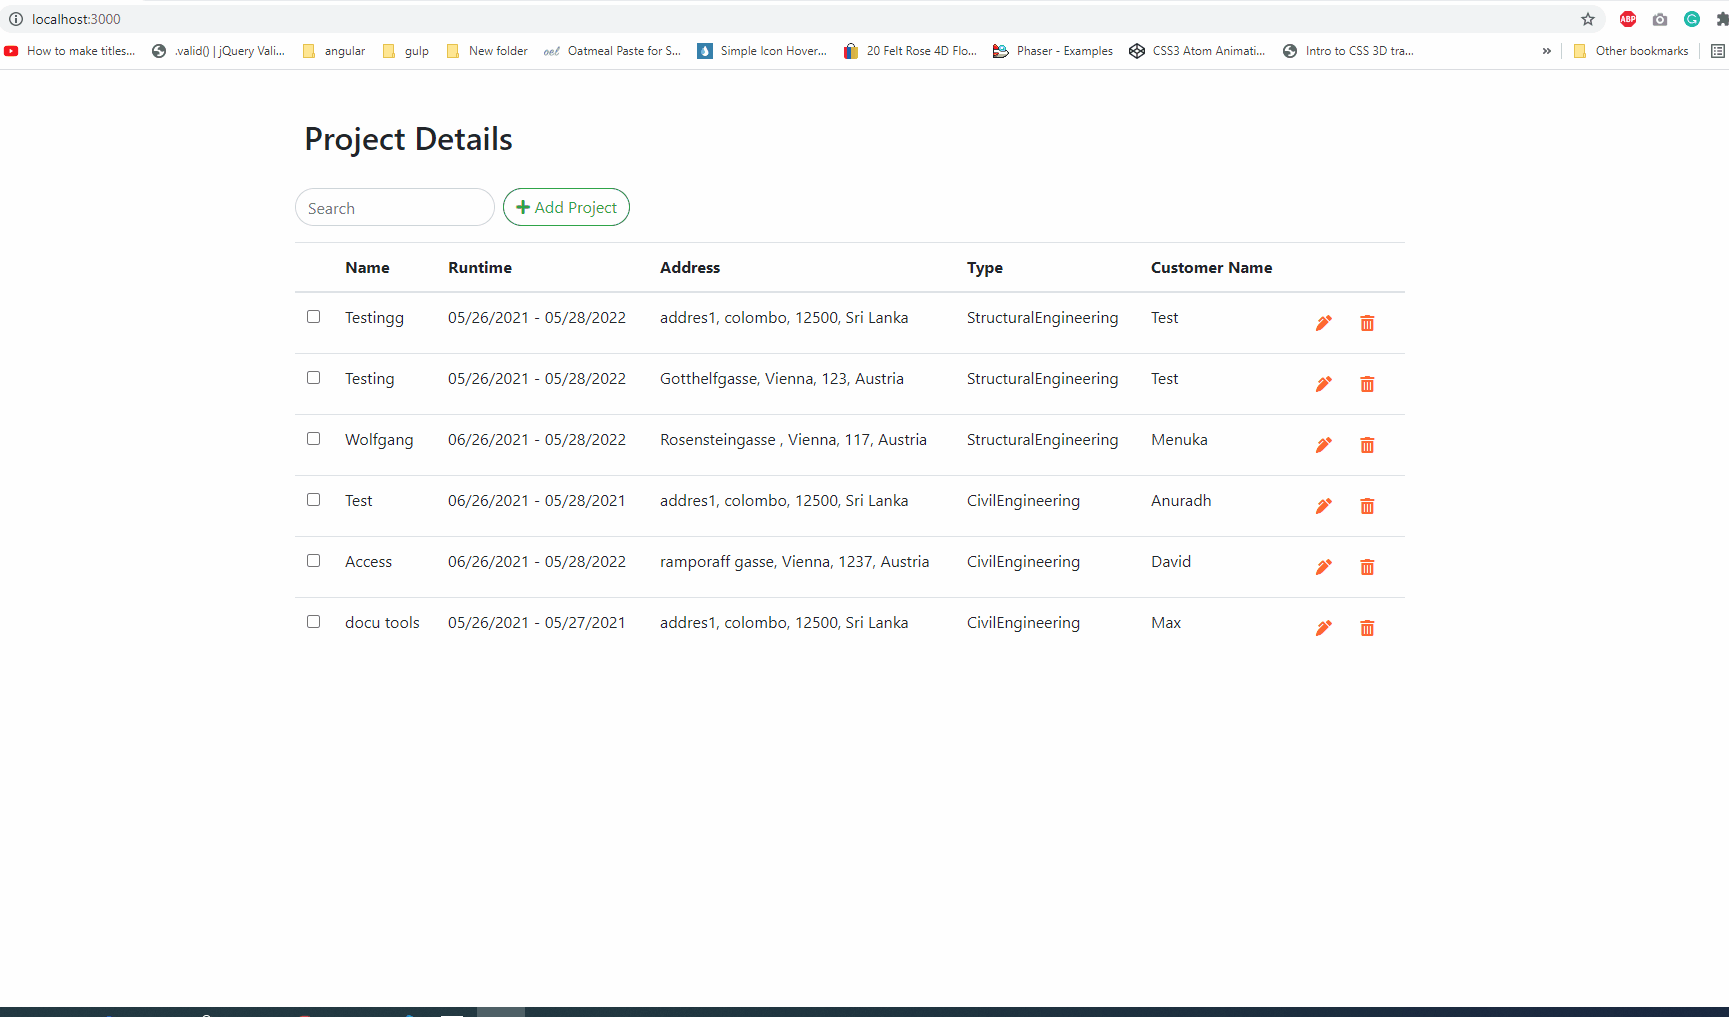 localhost:3000
ABP
How to make titles... .valid() | jQuery Vali... angular gulp New folder oel Oatmeal Paste for S... Simple Icon Hover... 20 Felt Rose 4D Flo... Phaser - Examples CSS3 Atom Animati... Intro to CSS 3D tra... » Other bookmarks
Project Details
Search Add Project
Name Runtime Address Type Customer Name
Testingg 05/26/2021 - 05/28/2022 addres1, colombo, 12500, Sri Lanka StructuralEngineering Test
Testing 05/26/2021 - 05/28/2022 Gotthelfgasse, Vienna, 123, Austria StructuralEngineering Test
Wolfgang 06/26/2021 - 05/28/2022 Rosensteingasse , Vienna, 117, Austria StructuralEngineering Menuka
Test 06/26/2021 - 05/28/2021 addres1, colombo, 12500, Sri Lanka CivilEngineering Anuradh
Access 06/26/2021 - 05/28/2022 ramporaff gasse, Vienna, 1237, Austria CivilEngineering David
docu tools 05/26/2021 - 05/27/2021 addres1, colombo, 12500, Sri Lanka CivilEngineering Max